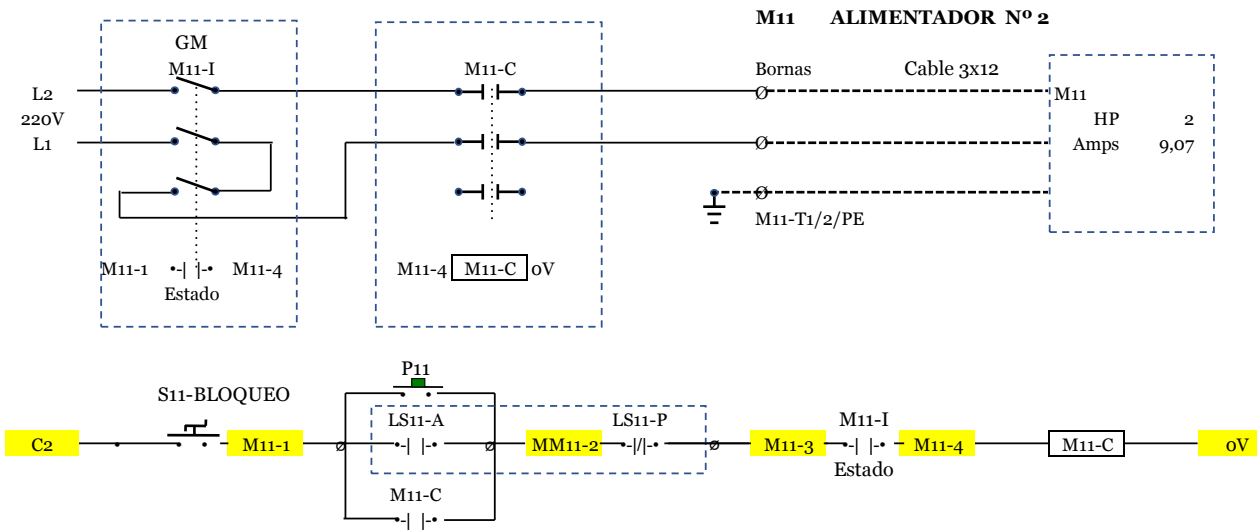 M11 ALIMENTADOR Nº 2
GM
M11-I
M11-C
Bornas
Cable 3x12
L2
220V
L1
M11
HP 2
Amps 9,07
M11-T1/2/PE
M11-1
M11-4
Estado
M11-4
M11-C
0V
P11
S11-BLOQUEO
LS11-A
LS11-P
M11-I
C2
M11-1
MM11-2
M11-3
M11-4
M11-C
0V
Estado
M11-C